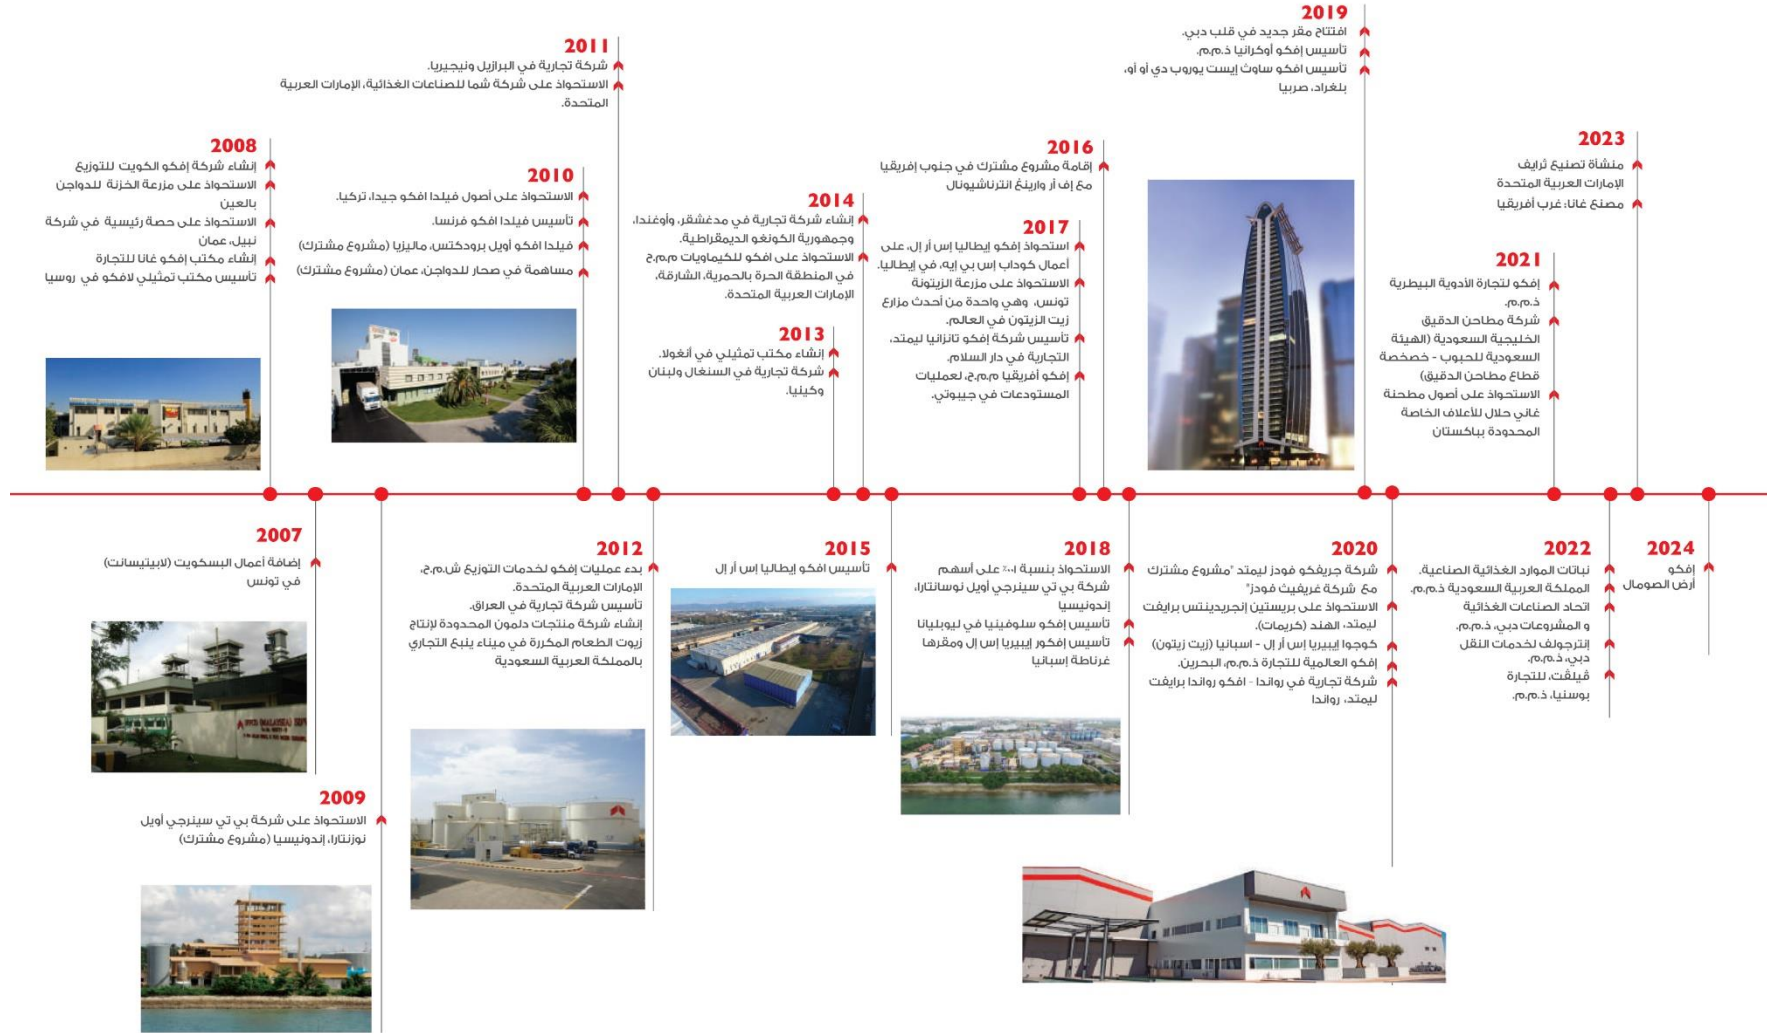 2007
إضافة أعمال البسكويت (لابيتيسانت)
في تونس
2008
إنشاء شركة إفكو الكويت للتوزيع
الاستحواذ على مزرعة الخزنة للدواجن
بالعين
الاستحواذ على حصة رئيسية في شركة
نبيل، عمان
إنشاء مكتب إفكو غانا للتجارة
تأسيس مكتب تمثيلي لافكو في روسيا
2009
الاستحواذ على شركة بي تي سينرجي أويل
نوزنتارا، إندونيسيا (مشروع مشترك)
2010
الاستحواذ على أصول فيلدا افكو جيدا، تركيا.
تأسيس فيلدا افكو فرنسا.
فيلدا افكو أويل برودكتس، ماليزيا (مشروع مشترك)
مساهمة في صحار للدواجن، عمان (مشروع مشترك)
2011
شركة تجارية في البرازيل ونيجيريا.
الاستحواذ على شركة شما للصناعات الغذائية، الإمارات العربية
المتحدة.
2012
بدء عمليات إفكو لخدمات التوزيع ش.م.ح،
الإمارات العربية المتحدة.
تأسيس شركة تجارية في العراق.
إنشاء شركة منتجات دلمون المحدودة لإنتاج
زيوت الطعام المكررة في ميناء ينبع التجاري
بالمملكة العربية السعودية
2013
إنشاء مكتب تمثيلي في أنغولا.
شركة تجارية في السنغال ولبنان
وكينيا.
2014
إنشاء شركة تجارية في مدغشقر، وأوغندا،
وجمهورية الكونغو الديمقراطية.
الاستحواذ على افكو للكيماويات م.م.ح
في المنطقة الحرة بالحمرية، الشارقة،
الإمارات العربية المتحدة.
2015
تأسيس افكو إيطاليا إس أر إل
2016
إقامة مشروع مشترك في جنوب إفريقيا
مع إف أر وارينغ انترناشيونال
2017
استحواذ إفكو إيطاليا إس أر إل، على
أعمال كوداب إس بي إيه، في إيطاليا.
الاستحواذ على مزرعة الزيتونة
تونس، وهي واحدة من أحدث مزارع
زيت الزيتون في العالم.
تأسيس شركة إفكو تانزانيا ليمتد،
التجارية في دار السلام.
إفكو أفريقيا م.م.ح، لعمليات
المستودعات في جيبوتي.
2018
الاستحواذ بنسبة ١٠٠٪ على أسهم
شركة بي تي سينرجي أويل نوسانتارا،
إندونيسيا
تأسيس إفكو سلوفينيا في ليوبليانا
تأسيس إفكور إيبيريا إس إل ومقرها
غرناطة إسبانيا
2019
افتتاح مقر جديد في قلب دبي.
تأسيس إفكو أوكرانيا ذ.م.م.
تأسيس افكو ساوث إيست يوروب دي أو أو،
بلغراد، صربيا
2020
شركة جريفكو فودز ليمتد "مشروع مشترك
مع شركة غريفيث فودز"
الاستحواذ على بريستين إنجريدينتس برايفت
ليمتد، الهند (كريمات).
كوجوا إيبيريا إس أر إل - اسبانيا (زيت زيتون)
إفكو العالمية للتجارة ذ.م.م، البحرين.
شركة تجارية في رواندا - افكو رواندا برايفت
ليمتد، رواندا
2021
إفكو لتجارة الأدوية البيطرية
ذ.م.م.
شركة مطاحن الدقيق
الخليجية السعودية (الهيئة
السعودية للحبوب - خصخصة
قطاع مطاحن الدقيق)
الاستحواذ على أصول مطحنة
غاني حلال للأعلاف الخاصة
المحدودة بباكستان
2022
نباتات الموارد الغذائية الصناعية.
المملكة العربية السعودية ذ.م.م.
اتحاد الصناعات الغذائية
و المشروعات دبي، ذ.م.م.
إنترجولف لخدمات النقل
دبي، ذ.م.م.
ڤيلڤت، للتجارة
بوسنيا، ذ.م.م.
2023
منشأة تصنيع ثرايف
الإمارات العربية المتحدة
مصنع غانا: غرب أفريقيا
2024
إفكو
أرض الصومال